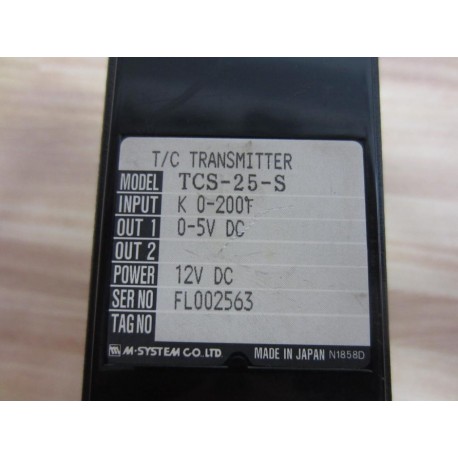 T/C TRANSMITTER
MODEL TCS-25-S
INPUT K 0-200℉
OUT 1 0-5V DC
OUT 2
POWER 12V DC
SER NO FL002563
TAG NO
M-SYSTEM CO. LTD MADE IN JAPAN N1858D